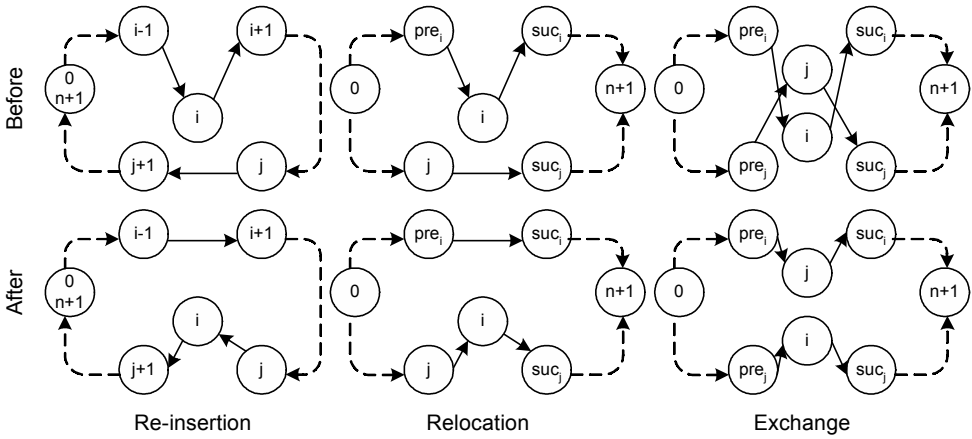 Before
i-1
i+1
0
n+1
i
j+1
j
pre_i
suc_i
0
n+1
i
j
suc_j
pre_i
suc_i
j
0
n+1
i
pre_j
suc_j
After
i-1
i+1
0
n+1
i
j+1
j
pre_i
suc_i
0
n+1
i
j
suc_j
pre_i
suc_i
j
0
n+1
i
pre_j
suc_j
Re-insertion
Relocation
Exchange